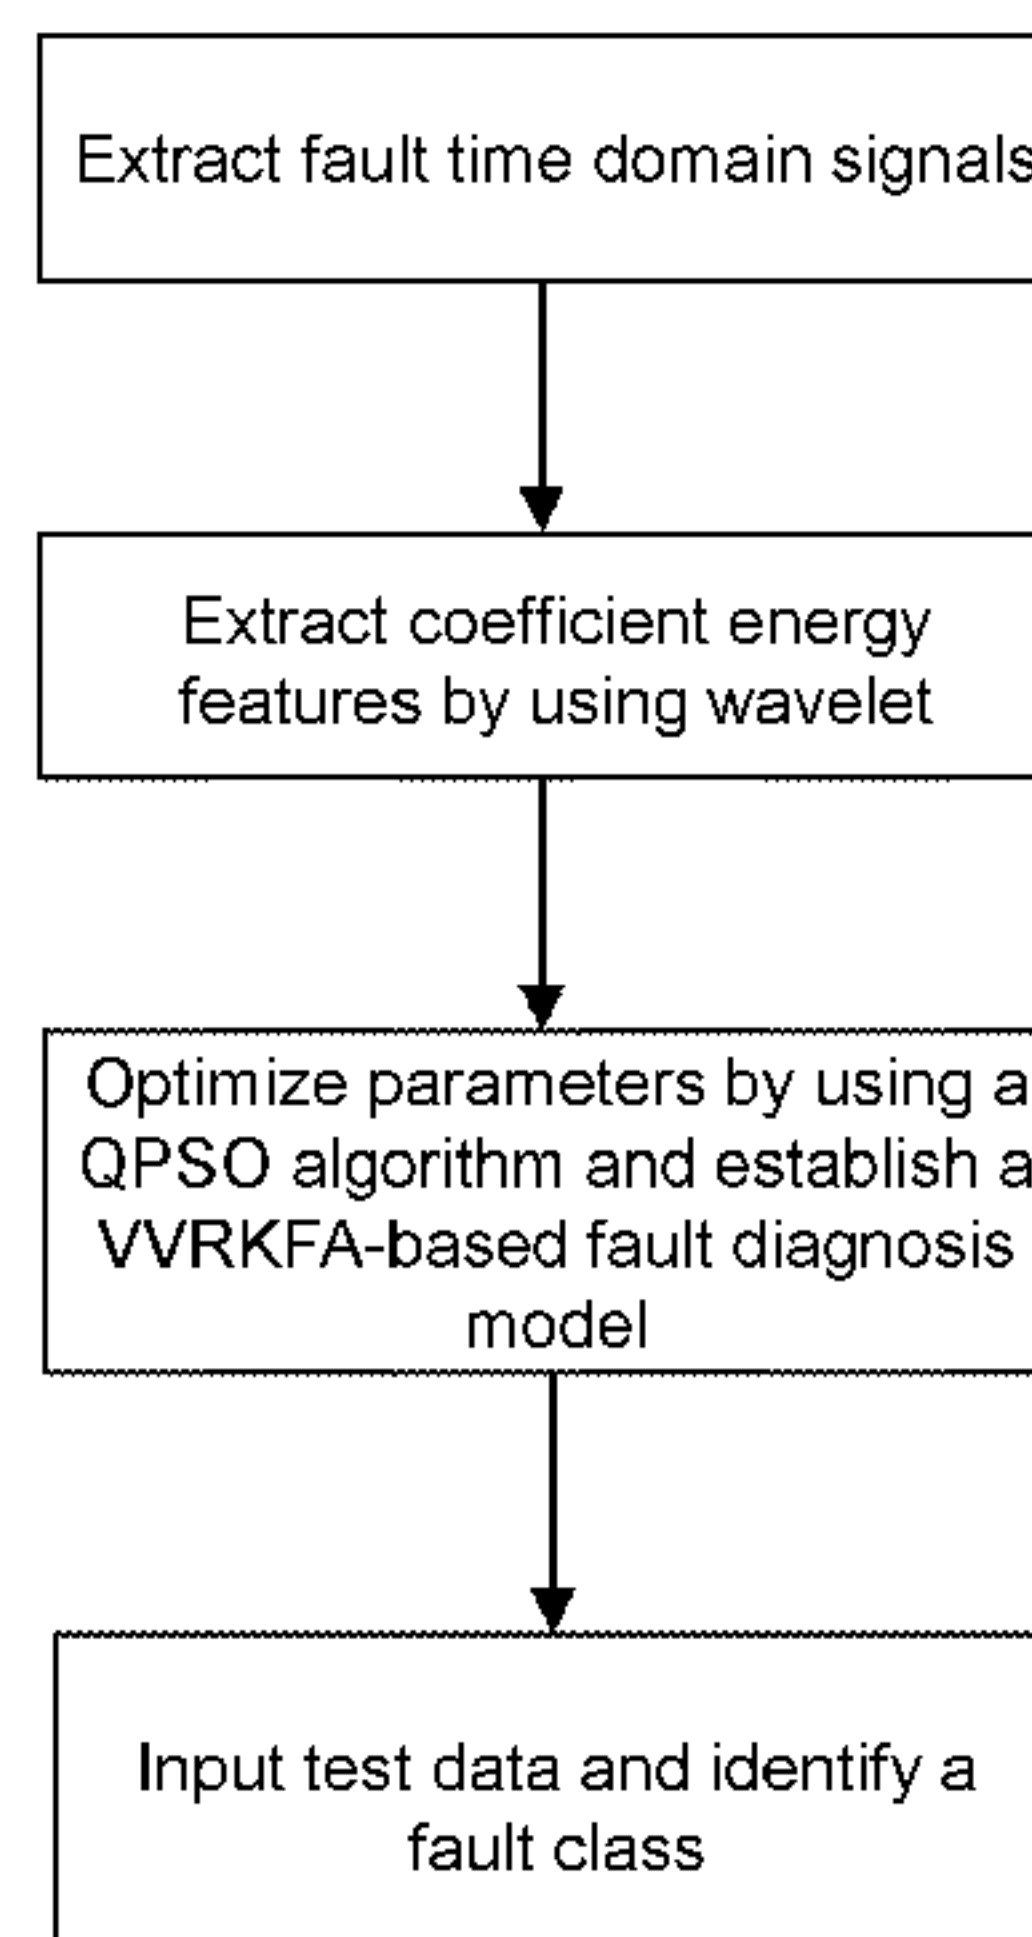 Extract fault time domain signals
Extract coefficient energy
features by using wavelet
Optimize parameters by using a
QPSO algorithm and establish a
VVRKFA-based fault diagnosis
model
Input test data and identify a
fault class